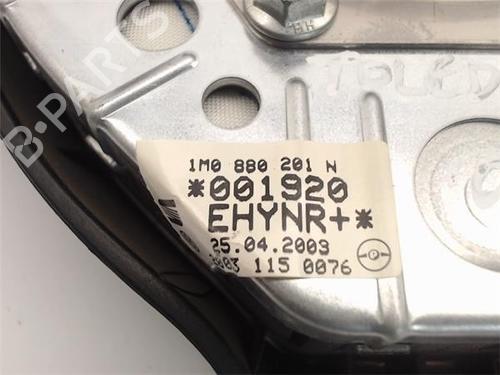 B-PARTS
TOLEDO
1M0 880 201 N
*001920
EHYNR+*
25.04.2003
115 0076